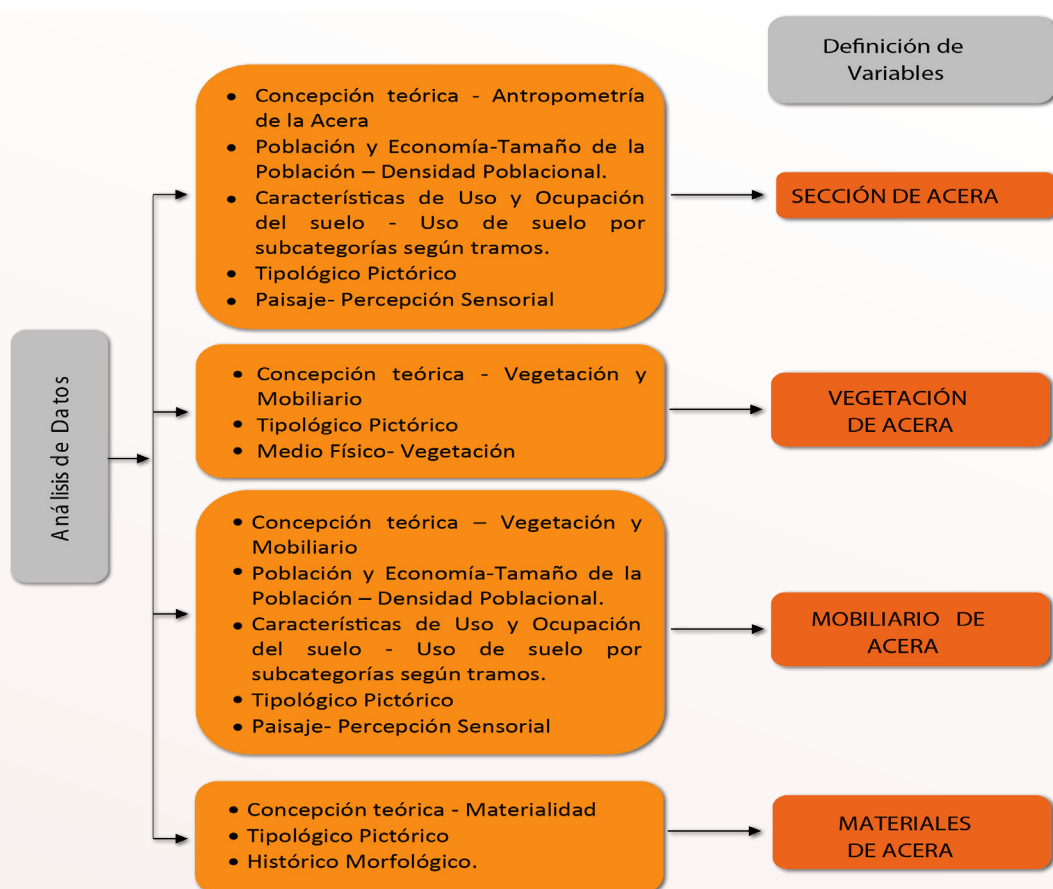 Definición de
Variables
• Concepción teórica - Antropometría
de la Acera
• Población y Economía-Tamaño de la
Población – Densidad Poblacional.
• Características de Uso y Ocupación
del suelo - Uso de suelo por
subcategorías según tramos.
• Tipológico Pictórico
• Paisaje- Percepción Sensorial
SECCIÓN DE ACERA
Análisis de Datos
• Concepción teórica - Vegetación y
Mobiliario
• Tipológico Pictórico
• Medio Físico- Vegetación
VEGETACIÓN
DE ACERA
• Concepción teórica – Vegetación y
Mobiliario
• Población y Economía-Tamaño de la
Población – Densidad Poblacional.
• Características de Uso y Ocupación
del suelo - Uso de suelo por
subcategorías según tramos.
• Tipológico Pictórico
• Paisaje- Percepción Sensorial
MOBILIARIO DE
ACERA
• Concepción teórica - Materialidad
• Tipológico Pictórico
• Histórico Morfológico.
MATERIALES
DE ACERA